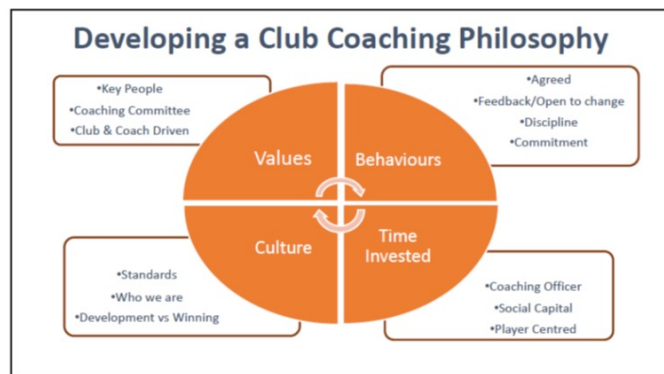 Developing a Club Coaching Philosophy
•Key People
•Coaching Committee
•Club & Coach Driven
•Agreed
•Feedback/Open to change
•Discipline
•Commitment
Values
Behaviours
Culture
Time
Invested
•Standards
•Who we are
•Development vs Winning
•Coaching Officer
•Social Capital
•Player Centred